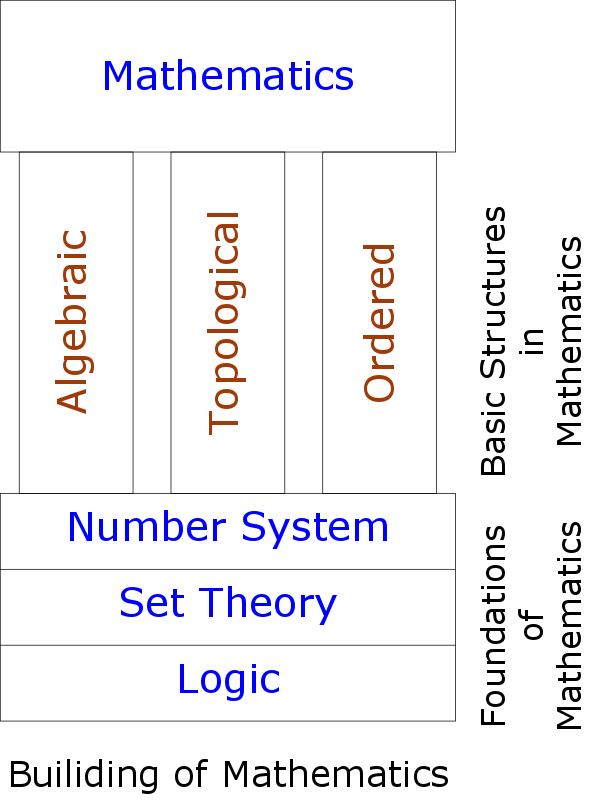 Mathematics
Algebraic
Topological
Ordered
Basic Structures
in
Mathematics
Number System
Set Theory
Logic
Foundations
of
Mathematics
Builiding of Mathematics